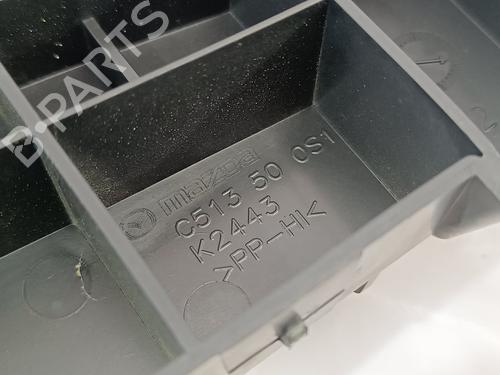 B-PARTS
mazda
C513 50 0S1
K2443
>PP-HI<